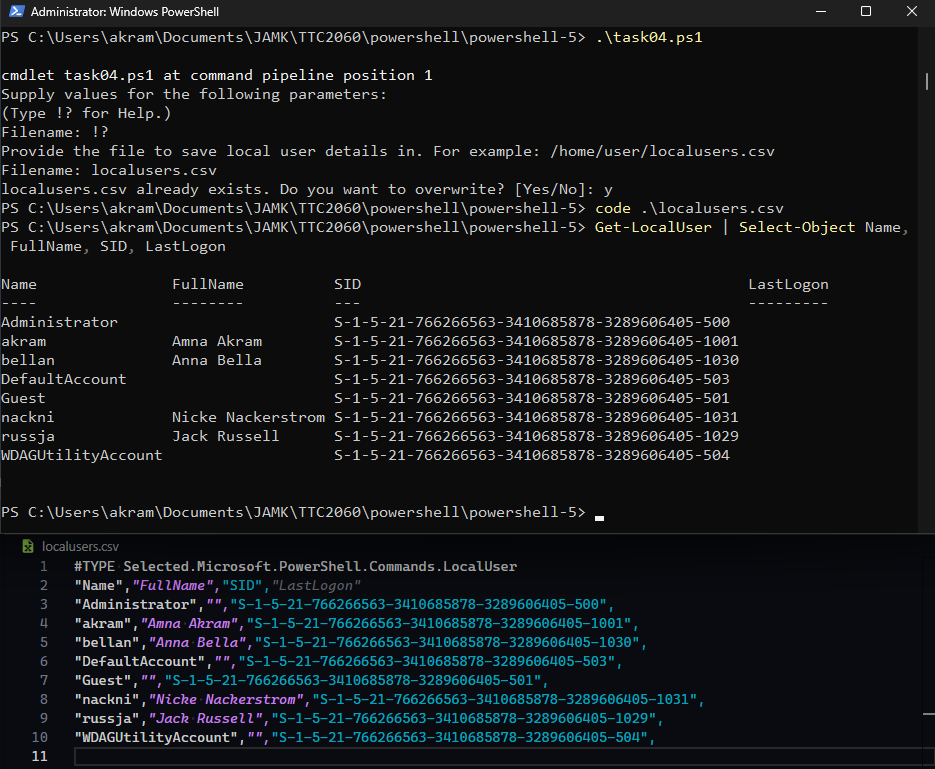 Administrator: Windows PowerShell
PS C:\Users\akram\Documents\JAMK\TTC2060\powershell\powershell-5> .\task04.ps1
cmdlet task04.ps1 at command pipeline position 1
Supply values for the following parameters:
(Type !? for Help.)
Filename: !?
Provide the file to save local user details in. For example: /home/user/localusers.csv
Filename: localusers.csv
localusers.csv already exists. Do you want to overwrite? [Yes/No]: y
PS C:\Users\akram\Documents\JAMK\TTC2060\powershell\powershell-5> code .\localusers.csv
PS C:\Users\akram\Documents\JAMK\TTC2060\powershell\powershell-5> Get-LocalUser | Select-Object Name,
FullName, SID, LastLogon
Name FullName SID LastLogon
---- -------- --- ---------
Administrator S-1-5-21-766266563-3410685878-3289606405-500
akram Amna Akram S-1-5-21-766266563-3410685878-3289606405-1001
bellan Anna Bella S-1-5-21-766266563-3410685878-3289606405-1030
DefaultAccount S-1-5-21-766266563-3410685878-3289606405-503
Guest S-1-5-21-766266563-3410685878-3289606405-501
nackni Nicke Nackerstrom S-1-5-21-766266563-3410685878-3289606405-1031
russja Jack Russell S-1-5-21-766266563-3410685878-3289606405-1029
WDAGUtilityAccount S-1-5-21-766266563-3410685878-3289606405-504
PS C:\Users\akram\Documents\JAMK\TTC2060\powershell\powershell-5>
localusers.csv
1 #TYPE Selected.Microsoft.PowerShell.Commands.LocalUser
2 "Name","FullName","SID","LastLogon"
3 "Administrator","","S-1-5-21-766266563-3410685878-3289606405-500",
4 "akram","Amna Akram","S-1-5-21-766266563-3410685878-3289606405-1001",
5 "bellan","Anna Bella","S-1-5-21-766266563-3410685878-3289606405-1030",
6 "DefaultAccount","","S-1-5-21-766266563-3410685878-3289606405-503",
7 "Guest","","S-1-5-21-766266563-3410685878-3289606405-501",
8 "nackni","Nicke Nackerstrom","S-1-5-21-766266563-3410685878-3289606405-1031",
9 "russja","Jack Russell","S-1-5-21-766266563-3410685878-3289606405-1029",
10 "WDAGUtilityAccount","","S-1-5-21-766266563-3410685878-3289606405-504",
11